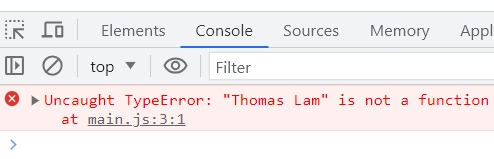 Elements Console Sources Memory Appl
top Filter
Uncaught TypeError: "Thomas Lam" is not a function
at main.js:3:1